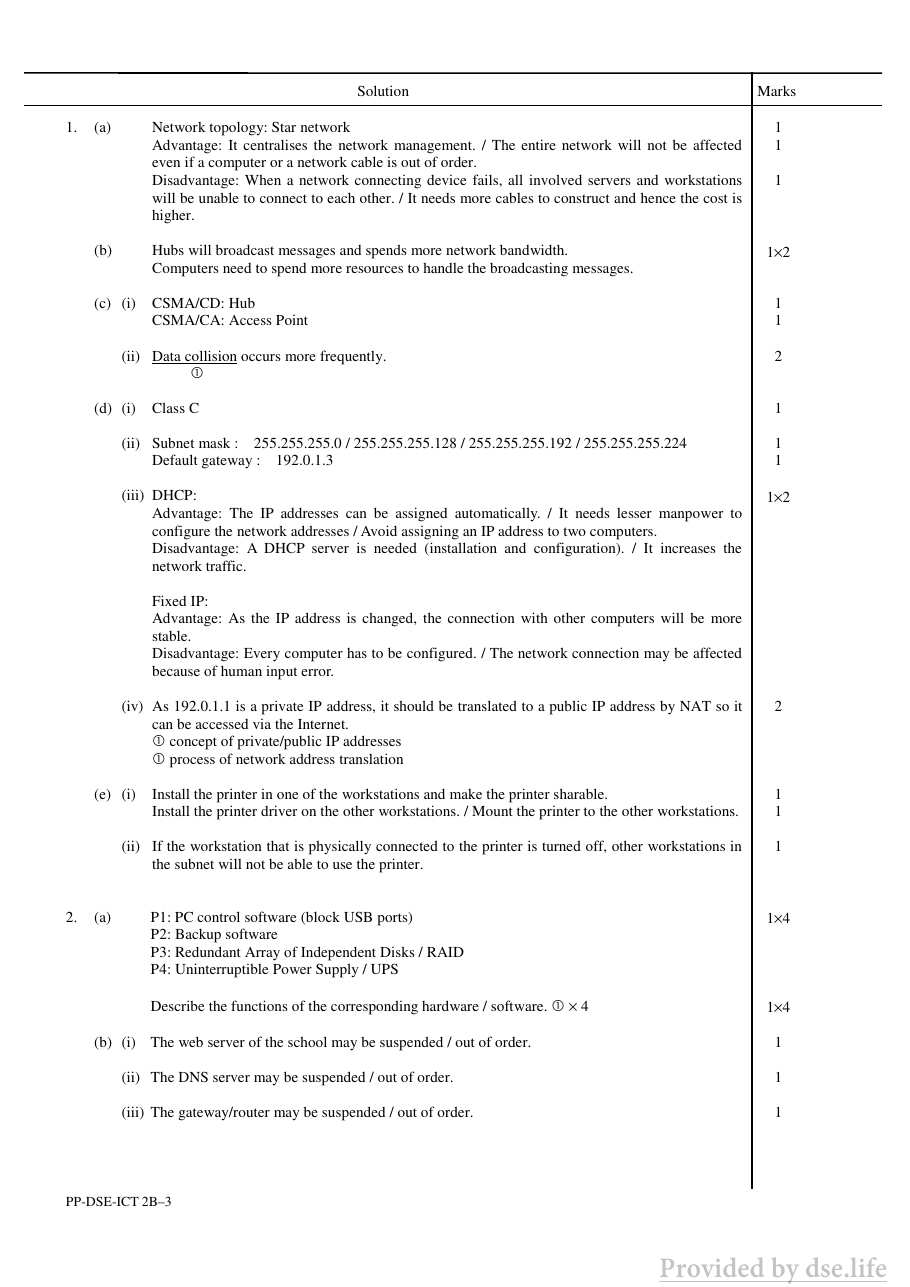 Solution Marks
1. (a) Network topology: Star network 1
Advantage: It centralises the network management. / The entire network will not be affected 1
even if a computer or a network cable is out of order.
Disadvantage: When a network connecting device fails, all involved servers and workstations 1
will be unable to connect to each other. / It needs more cables to construct and hence the cost is
higher.
(b) Hubs will broadcast messages and spends more network bandwidth. 1×2
Computers need to spend more resources to handle the broadcasting messages.
(c) (i) CSMA/CD: Hub 1
CSMA/CA: Access Point 1
(ii) Data collision occurs more frequently. 2
①
(d) (i) Class C 1
(ii) Subnet mask : 255.255.255.0 / 255.255.255.128 / 255.255.255.192 / 255.255.255.224 1
Default gateway : 192.0.1.3 1
(iii) DHCP: 1×2
Advantage: The IP addresses can be assigned automatically. / It needs lesser manpower to
configure the network addresses / Avoid assigning an IP address to two computers.
Disadvantage: A DHCP server is needed (installation and configuration). / It increases the
network traffic.
Fixed IP:
Advantage: As the IP address is changed, the connection with other computers will be more
stable.
Disadvantage: Every computer has to be configured. / The network connection may be affected
because of human input error.
(iv) As 192.0.1.1 is a private IP address, it should be translated to a public IP address by NAT so it 2
can be accessed via the Internet.
① concept of private/public IP addresses
① process of network address translation
(e) (i) Install the printer in one of the workstations and make the printer sharable. 1
Install the printer driver on the other workstations. / Mount the printer to the other workstations. 1
(ii) If the workstation that is physically connected to the printer is turned off, other workstations in 1
the subnet will not be able to use the printer.
2. (a) P1: PC control software (block USB ports) 1×4
P2: Backup software
P3: Redundant Array of Independent Disks / RAID
P4: Uninterruptible Power Supply / UPS
Describe the functions of the corresponding hardware / software. ① × 4 1×4
(b) (i) The web server of the school may be suspended / out of order. 1
(ii) The DNS server may be suspended / out of order. 1
(iii) The gateway/router may be suspended / out of order. 1
PP-DSE-ICT 2B–3
Provided by dse.life